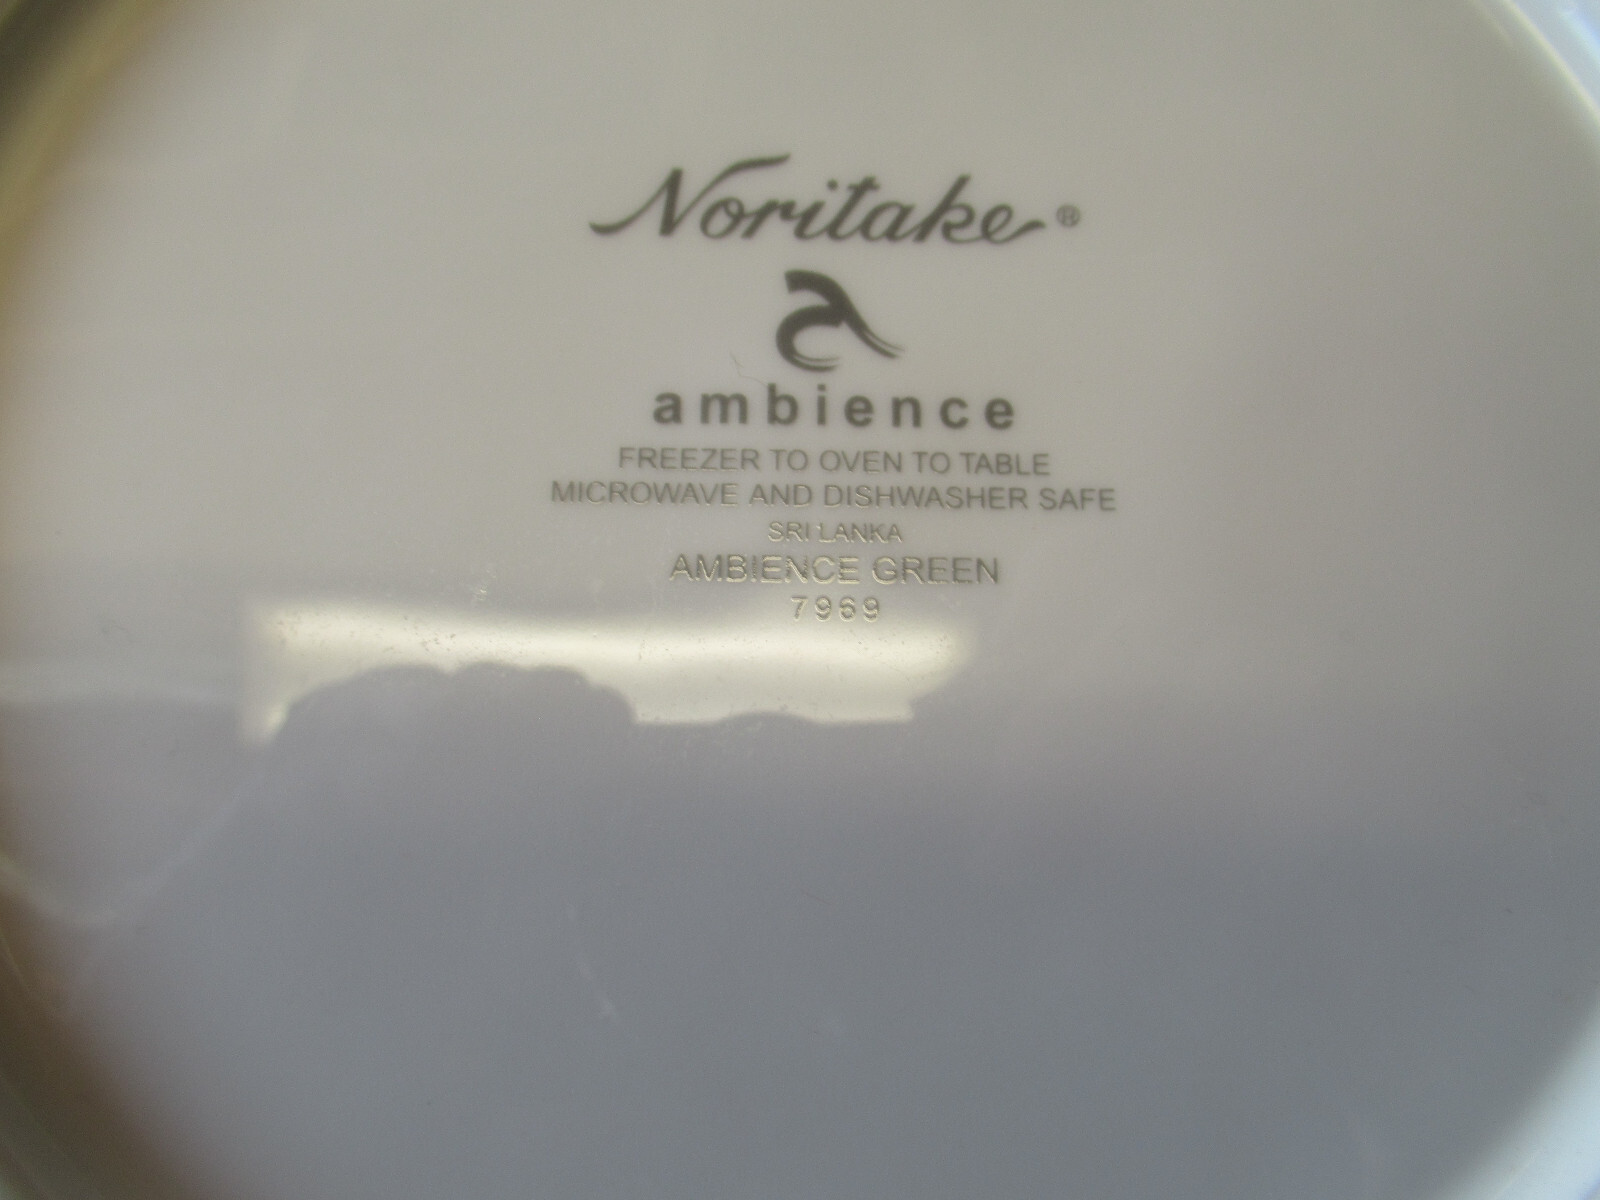 Noritake®
ambience
FREEZER TO OVEN TO TABLE
MICROWAVE AND DISHWASHER SAFE
SRI LANKA
AMBIENCE GREEN
7969